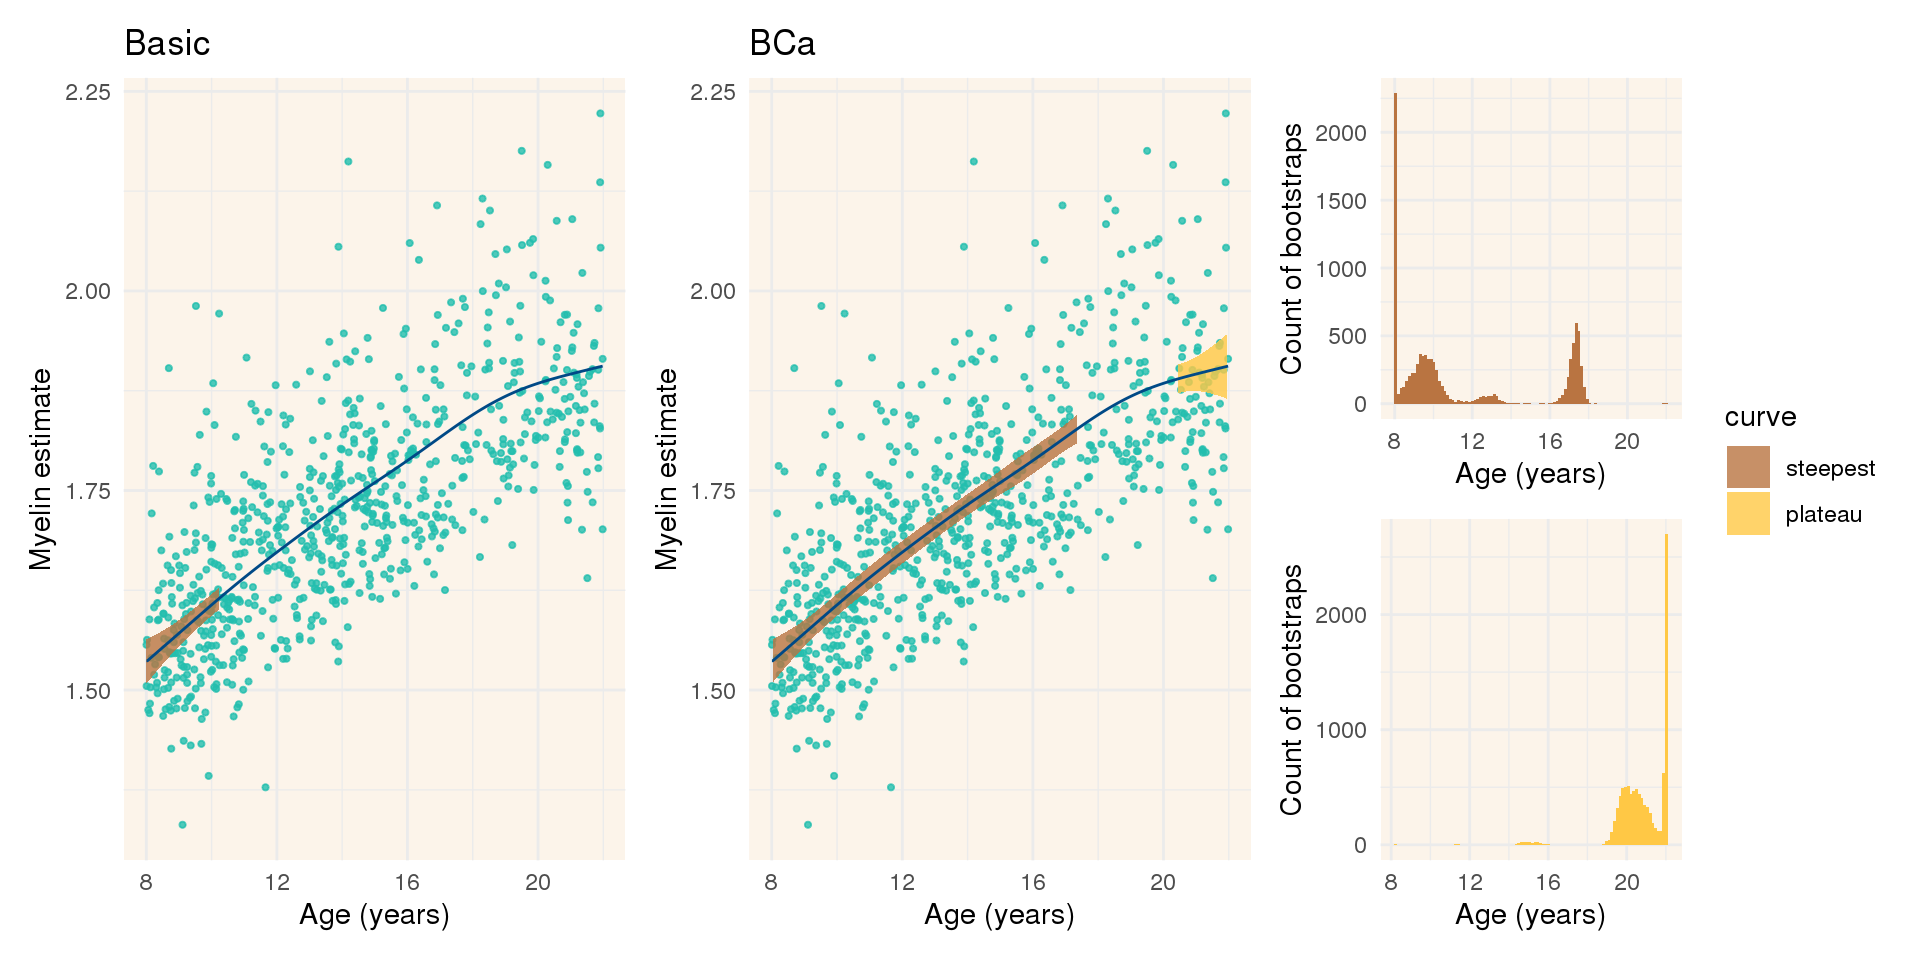 Basic
2.25
2.00
1.75
1.50
Myelin estimate
8 12 16 20
Age (years)
BCa
2.25
2.00
1.75
1.50
Myelin estimate
8 12 16 20
Age (years)
2000
1500
1000
500
0
Count of bootstraps
8 12 16 20
Age (years)
2000
1000
0
Count of bootstraps
8 12 16 20
Age (years)
curve
steepest
plateau